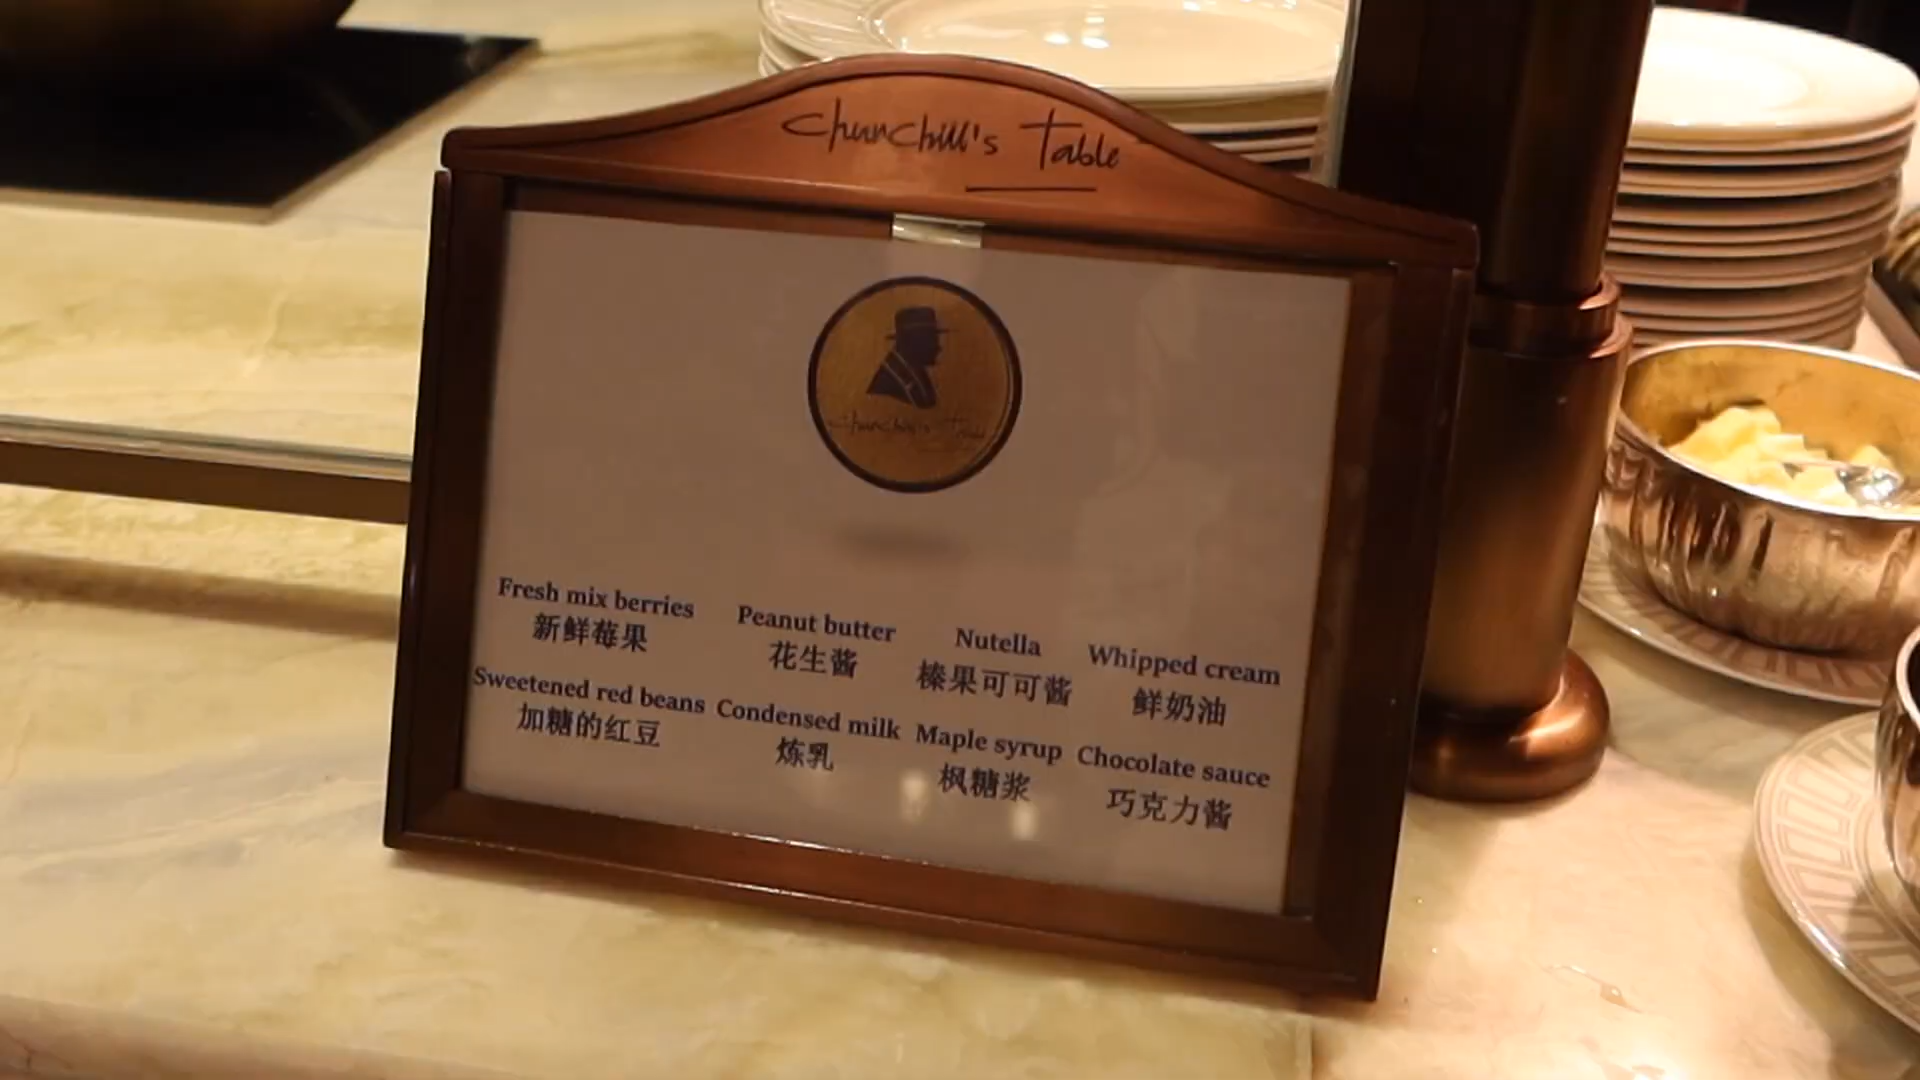 Churchill's Table
Churchill's Table
Fresh mix berries
新鲜莓果
Peanut butter
花生酱
Nutella
榛果可可酱
Whipped cream
鲜奶油
Sweetened red beans
加糖的红豆
Condensed milk
炼乳
Maple syrup
枫糖浆
Chocolate sauce
巧克力酱